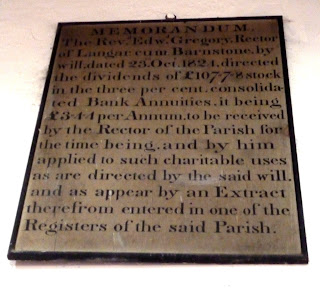 MEMORANDUM.
The Rev. Edw. Gregory, Rector
of Langar cum Barnstone, by
will, dated 25. Oct. 1824, directed
the dividends of £1077-8 stock
in the three per cent. consolida-
ted Bank Annuities, it being
£344 per Annum, to be received
by the Rector of the Parish for
the time being, and by him
applied to such charitable uses
as are directed by the said will.
and as appear by an Extract
therefrom entered in one of the
Registers of the said Parish.